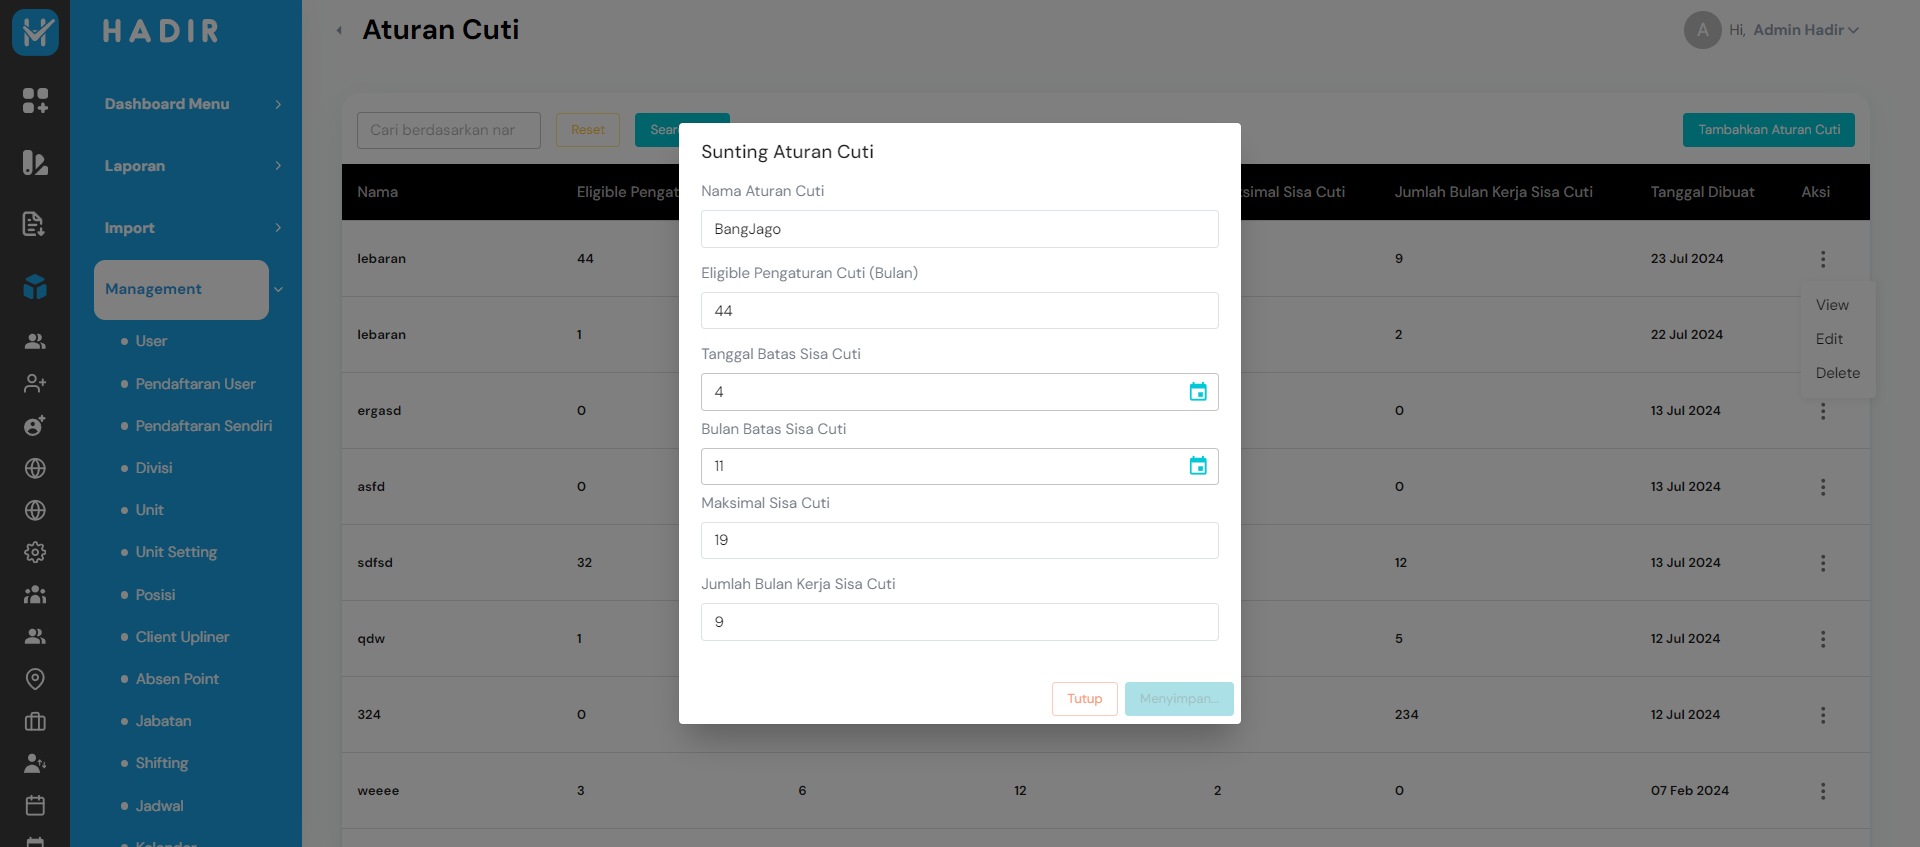 HADIR
Aturan Cuti
A Hi, Admin Hadir
Dashboard Menu
Laporan
Import
Management
User
Pendaftaran User
Pendaftaran Sendiri
Divisi
Unit
Unit Setting
Posisi
Client Upliner
Absen Point
Jabatan
Shifting
Jadwal
Kalender
Cari berdasarkan nar
Reset
Sear
Tambahkan Aturan Cuti
Nama Eligible Pengat simal Sisa Cuti Jumlah Bulan Kerja Sisa Cuti Tanggal Dibuat Aksi
lebaran 44 9 23 Jul 2024
lebaran 1 2 22 Jul 2024
ergasd 0 0 13 Jul 2024
asfd 0 0 13 Jul 2024
sdfsd 32 12 13 Jul 2024
qdw 1 5 12 Jul 2024
324 0 234 12 Jul 2024
weeee 3 6 12 2 0 07 Feb 2024
View
Edit
Delete
Sunting Aturan Cuti
Nama Aturan Cuti
BangJago
Eligible Pengaturan Cuti (Bulan)
44
Tanggal Batas Sisa Cuti
4
Bulan Batas Sisa Cuti
11
Maksimal Sisa Cuti
19
Jumlah Bulan Kerja Sisa Cuti
9
Tutup
Menyimpan...